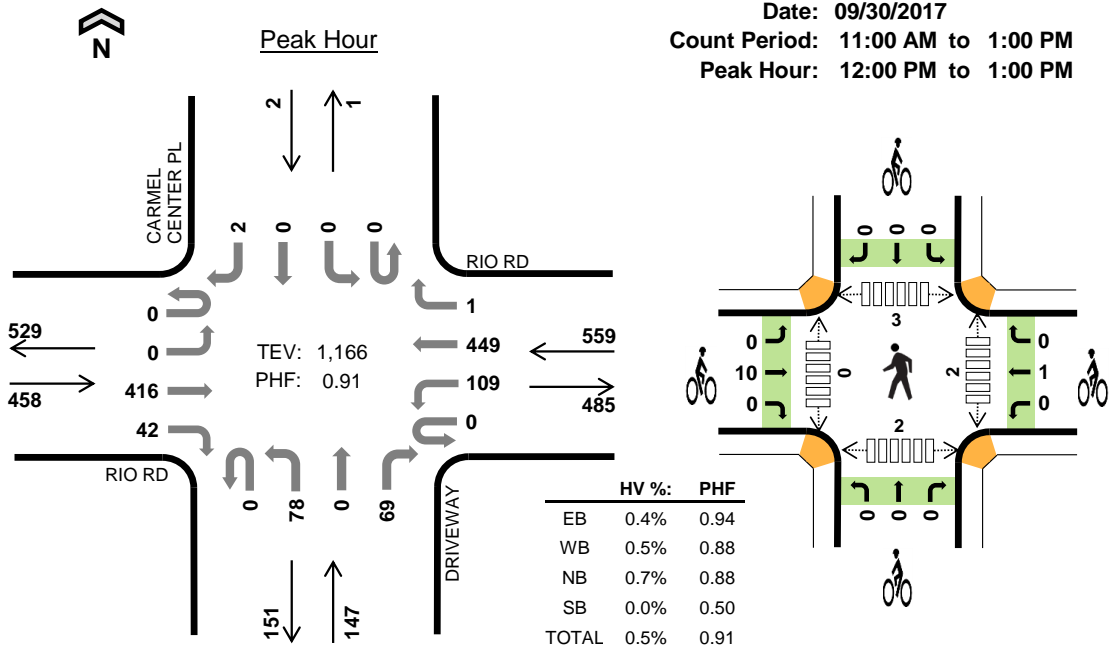 N
Peak Hour
Date: 09/30/2017
Count Period: 11:00 AM to 1:00 PM
Peak Hour: 12:00 PM to 1:00 PM
2
1
CARMEL
CENTER PL
2
0
0
0
RIO RD
0
0
416
42
529
458
TEV: 1,166
PHF: 0.91
1
449
109
0
559
485
RIO RD
0
78
0
69
DRIVEWAY
151
147
0
0
0
3
0
10
0
0
2
0
1
0
2
0
0
0
HV %: PHF
EB 0.4% 0.94
WB 0.5% 0.88
NB 0.7% 0.88
SB 0.0% 0.50
TOTAL 0.5% 0.91